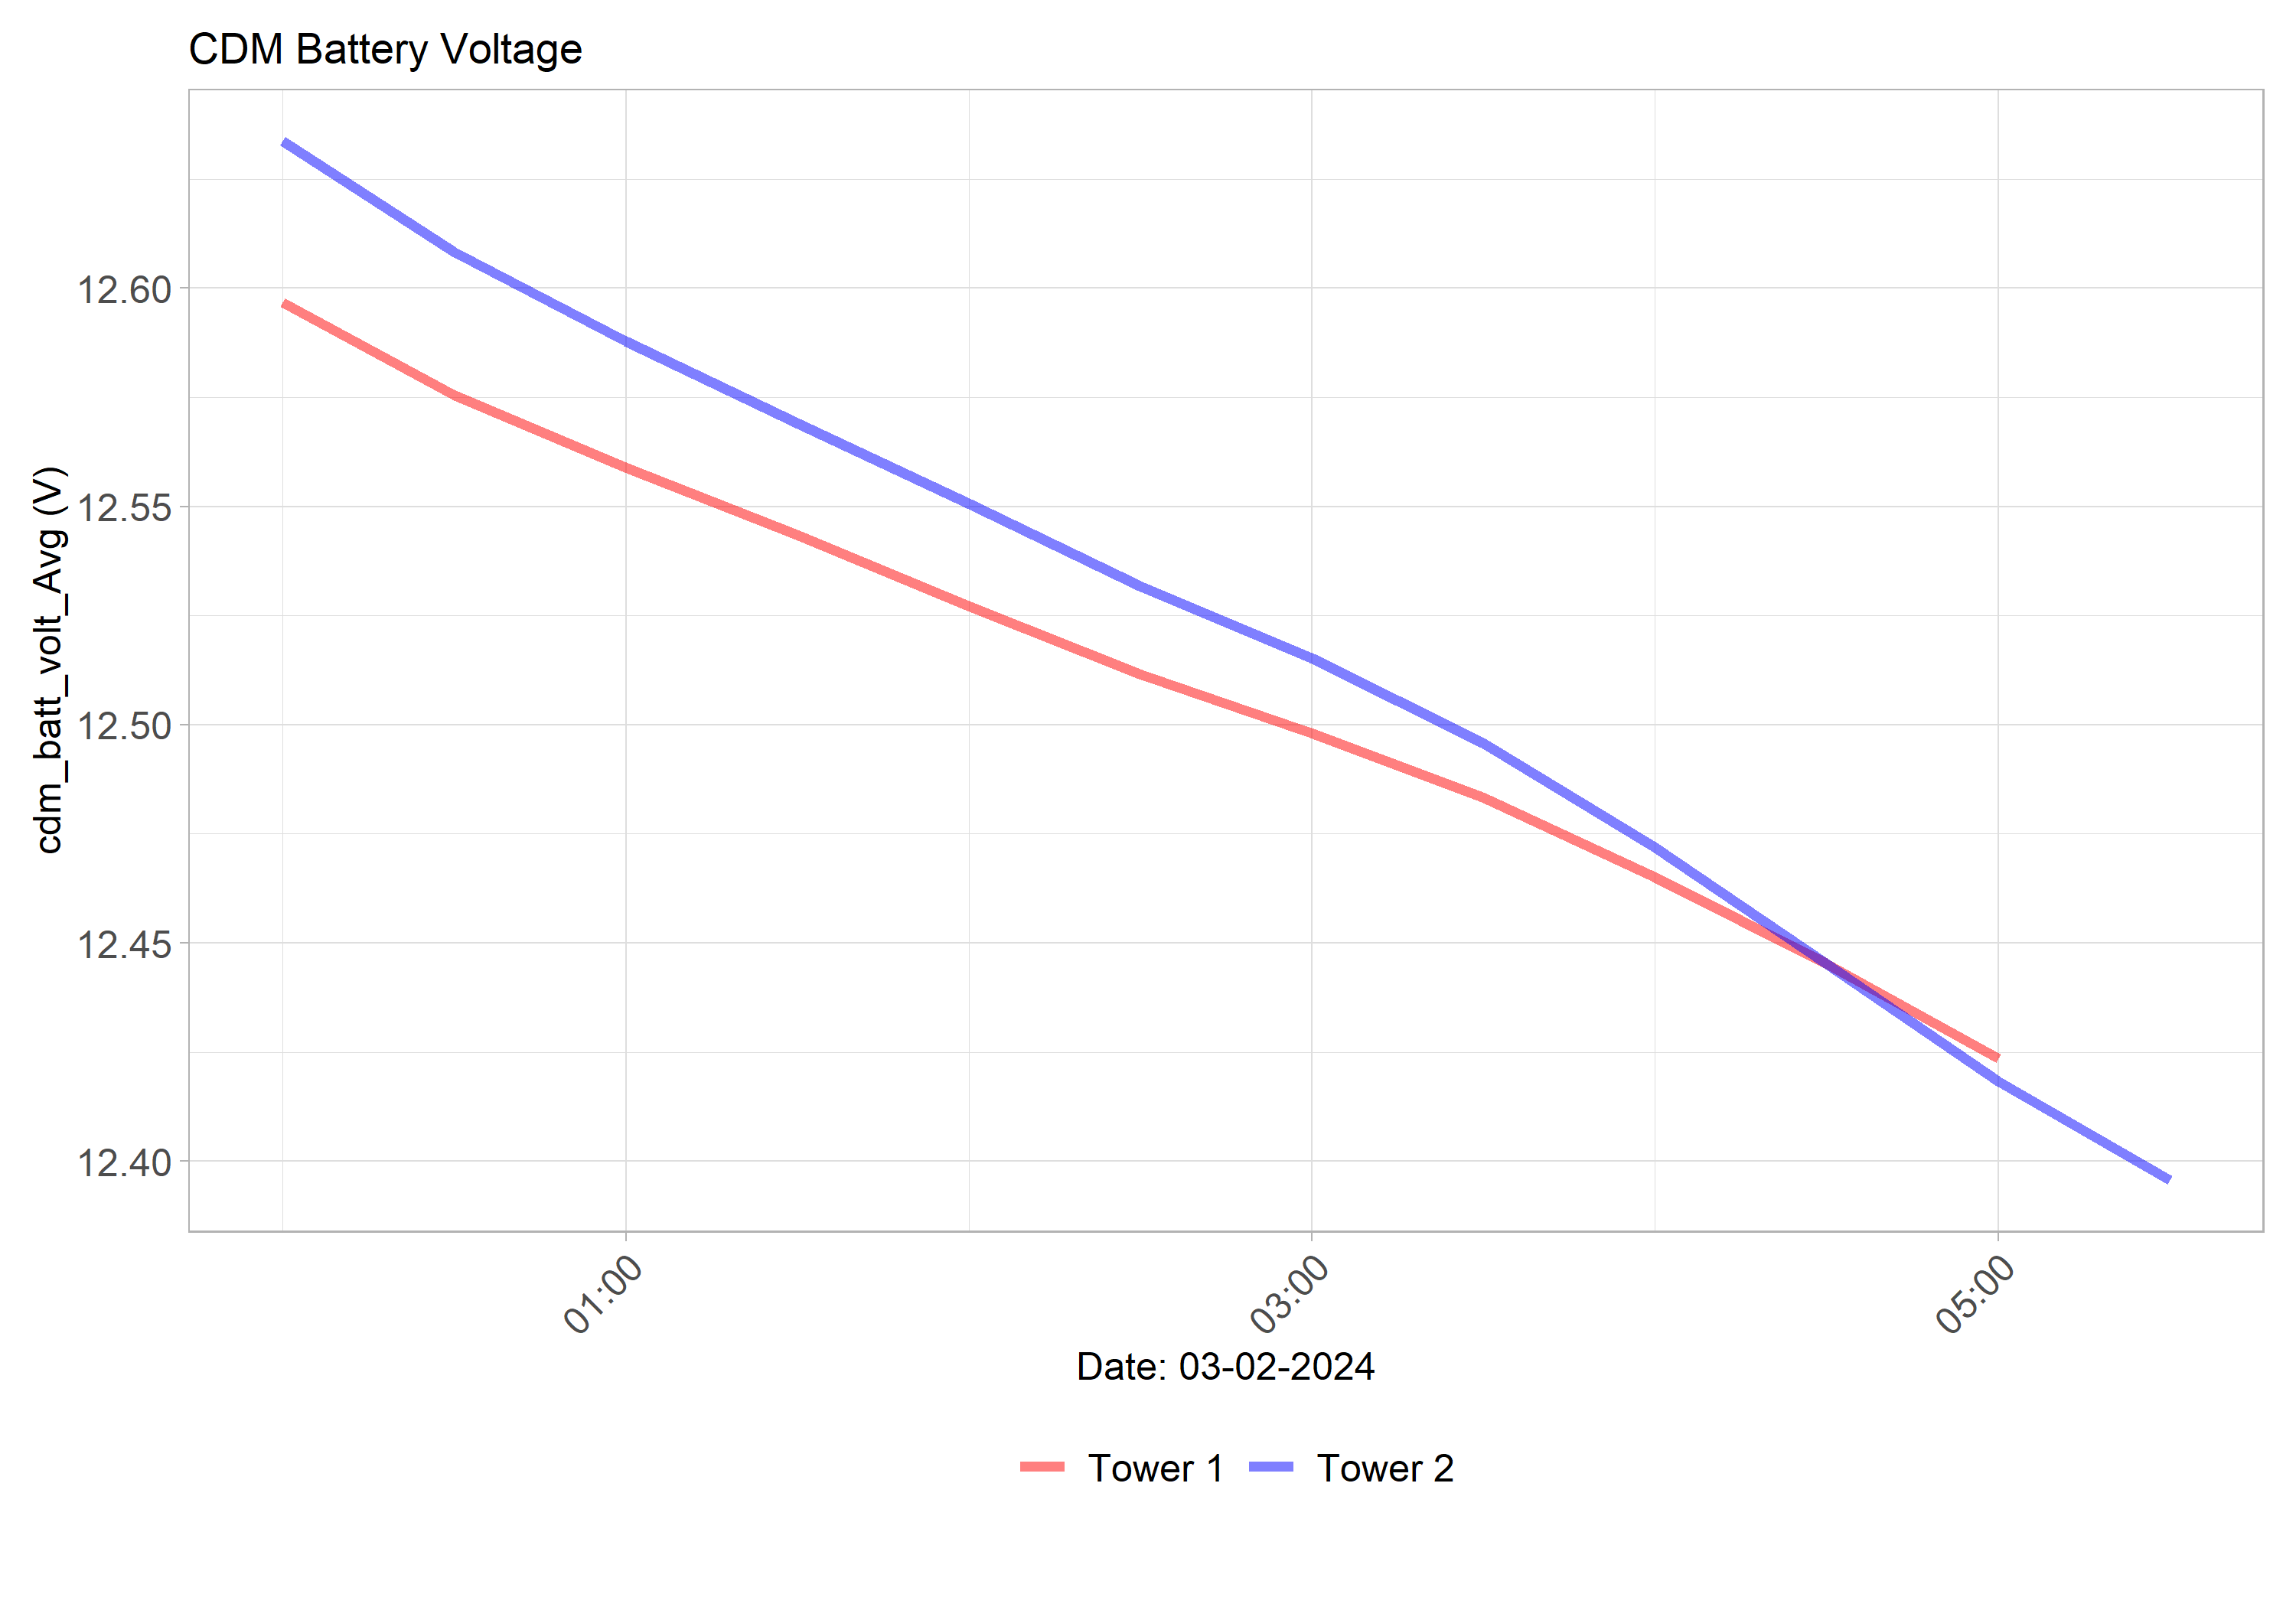 CDM Battery Voltage
cdm_batt_volt_Avg (V)
12.60
12.55
12.50
12.45
12.40
01:00
03:00
05:00
Date: 03-02-2024
Tower 1
Tower 2